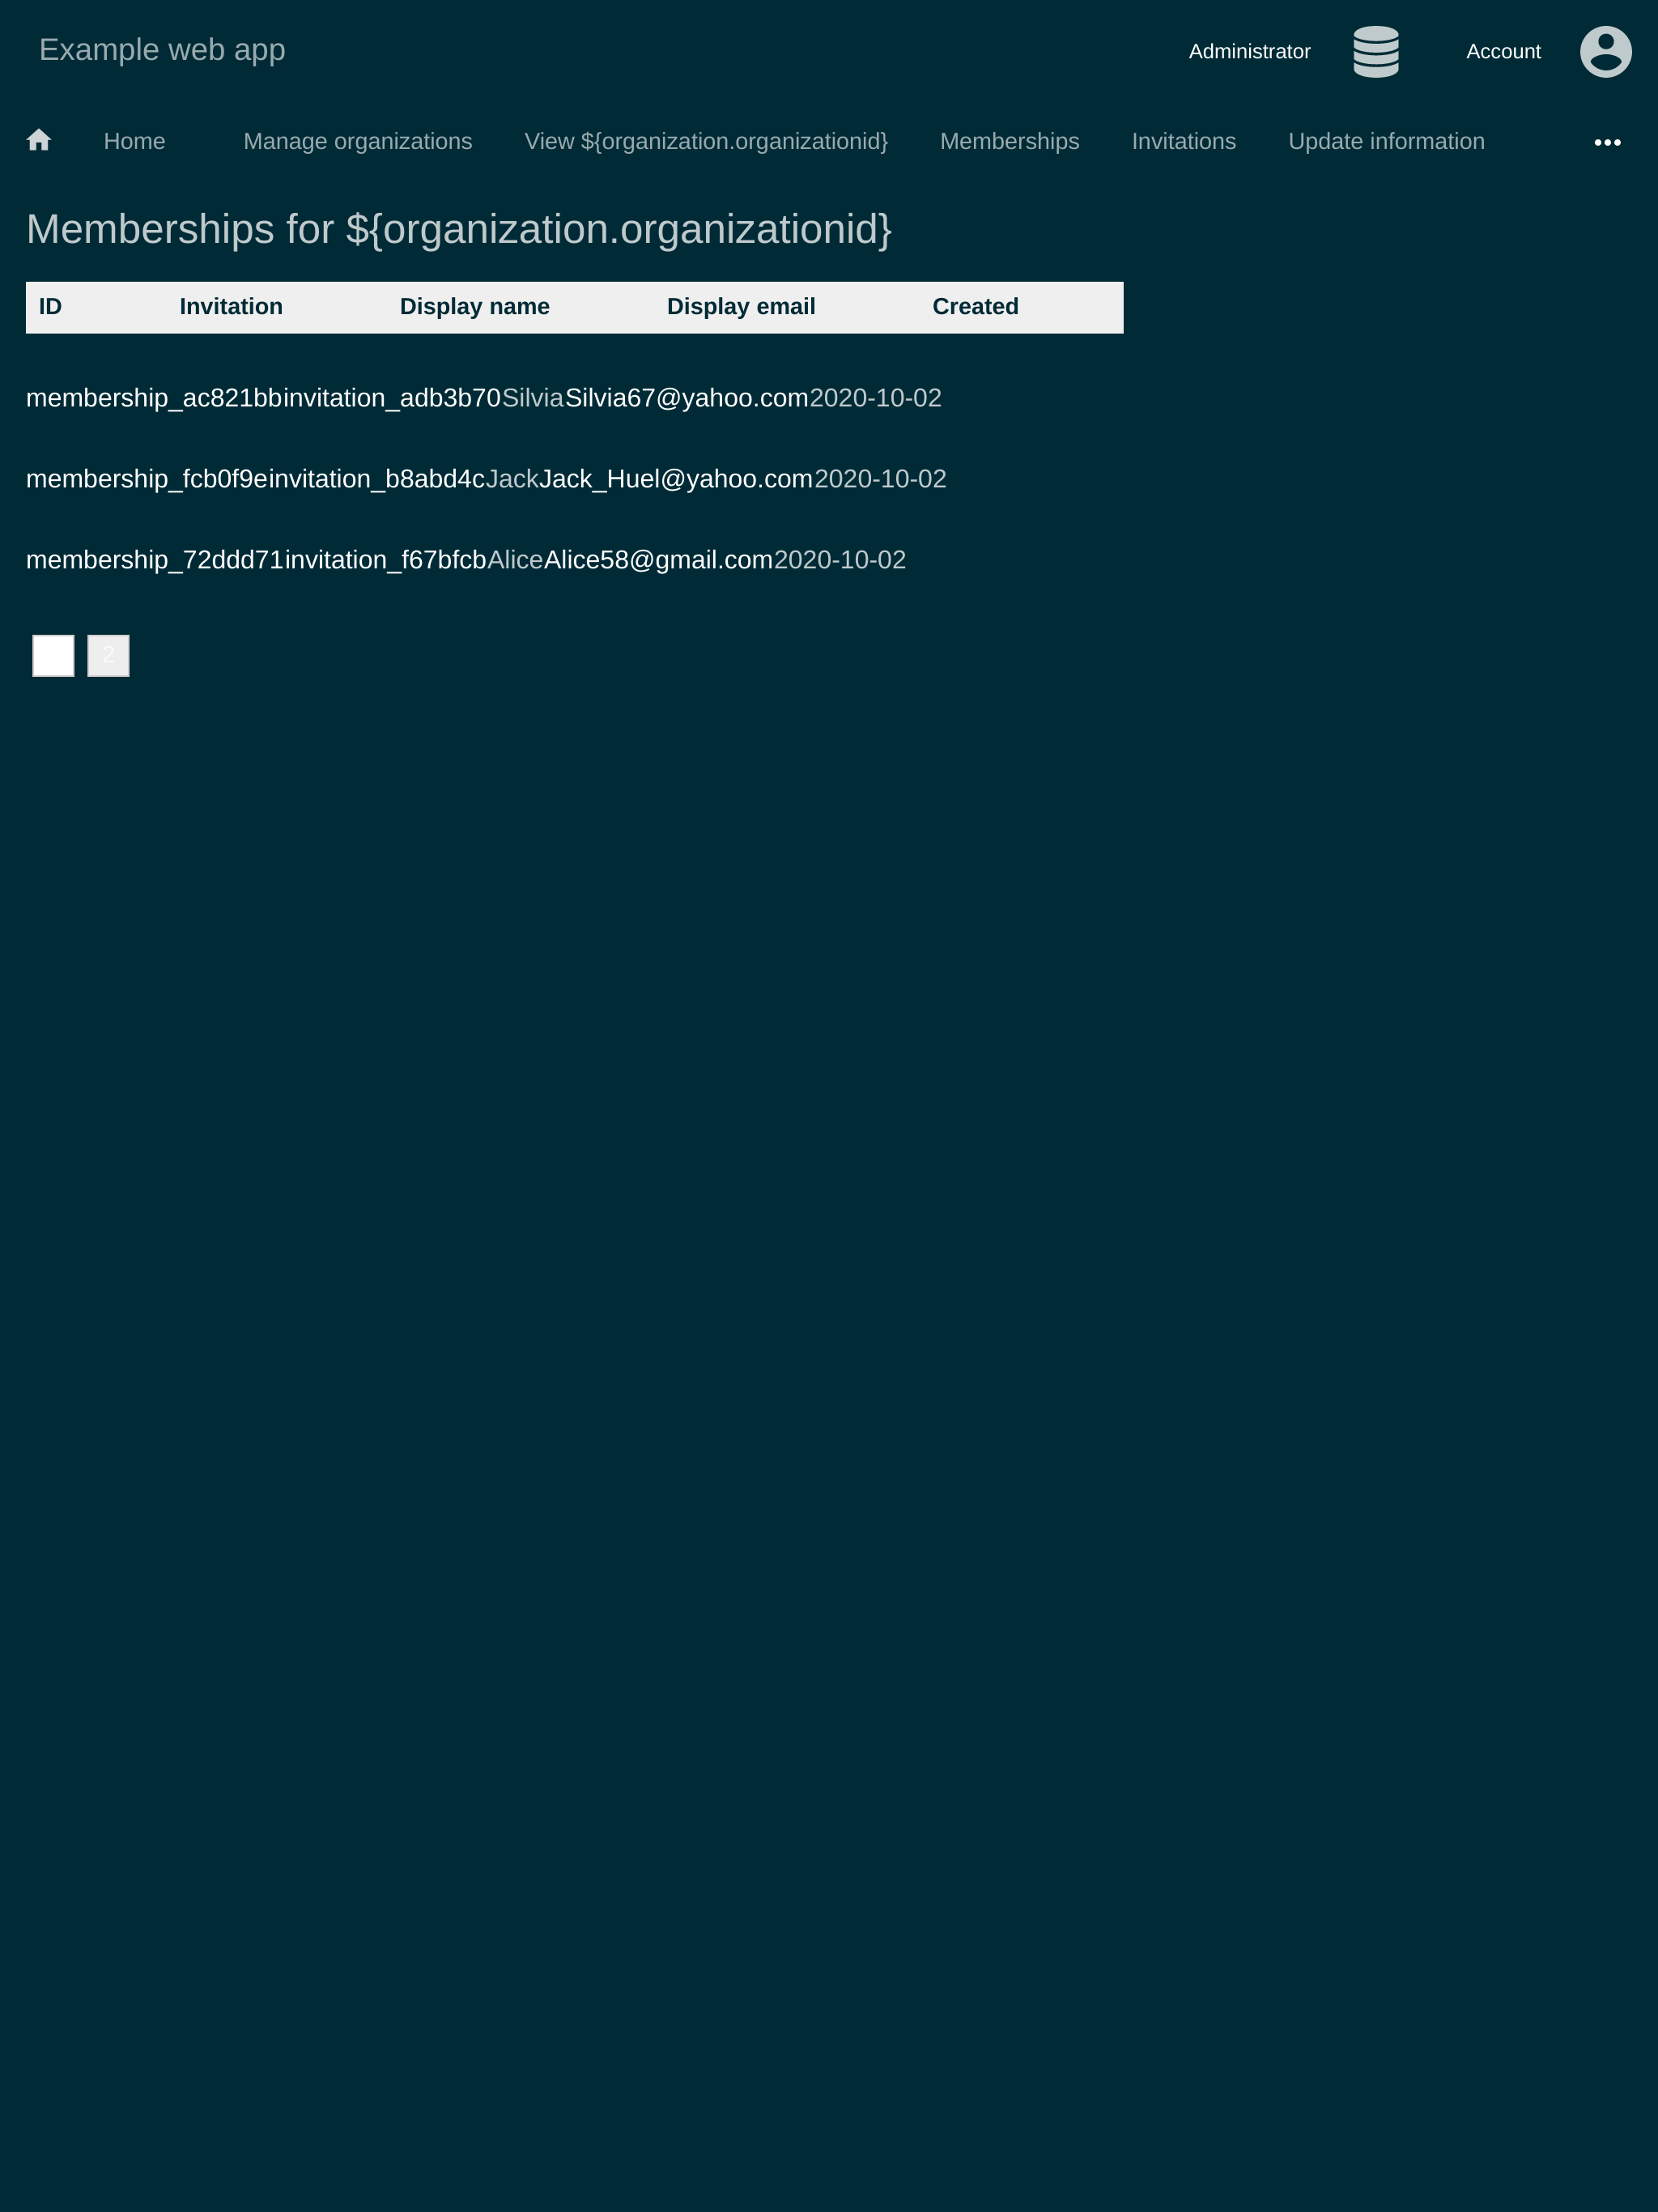 Example web app Administrator Account
Home Manage organizations View ${organization.organizationid} Memberships Invitations Update information
Memberships for ${organization.organizationid}
ID Invitation Display name Display email Created
membership_ac821bbinvitation_adb3b70SilviaSilvia67@yahoo.com2020-10-02
membership_fcb0f9einvitation_b8abd4cJackJack_Huel@yahoo.com2020-10-02
membership_72ddd71invitation_f67bfcbAliceAlice58@gmail.com2020-10-02
2